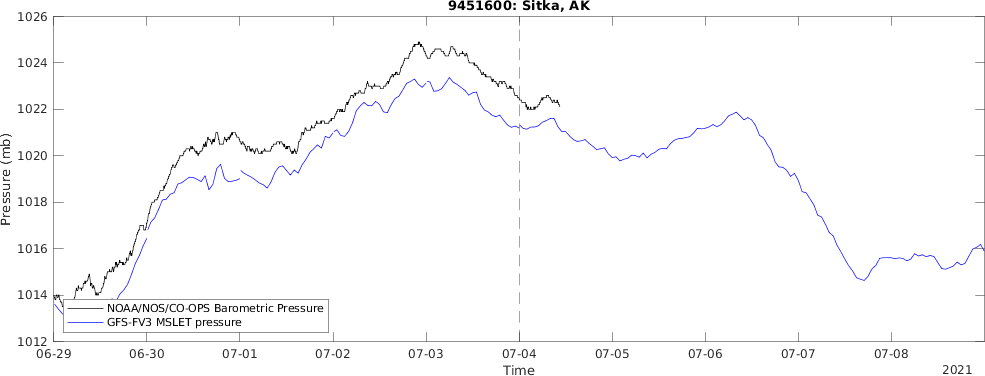 9451600: Sitka, AK
1026
1024
1022
1020
1018
1016
1014
1012
Pressure (mb)
NOAA/NOS/CO-OPS Barometric Pressure
GFS-FV3 MSLET pressure
06-29 06-30 07-01 07-02 07-03 07-04 07-05 07-06 07-07 07-08
Time
2021